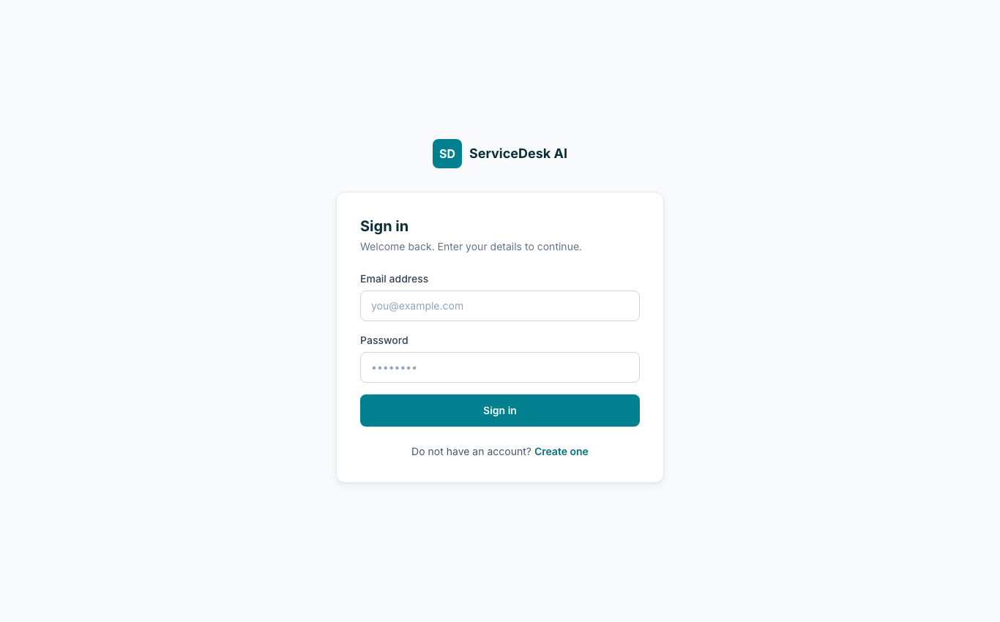 SD ServiceDesk AI
Sign in
Welcome back. Enter your details to continue.
Email address
you@example.com
Password
••••••••
Sign in
Do not have an account? Create one